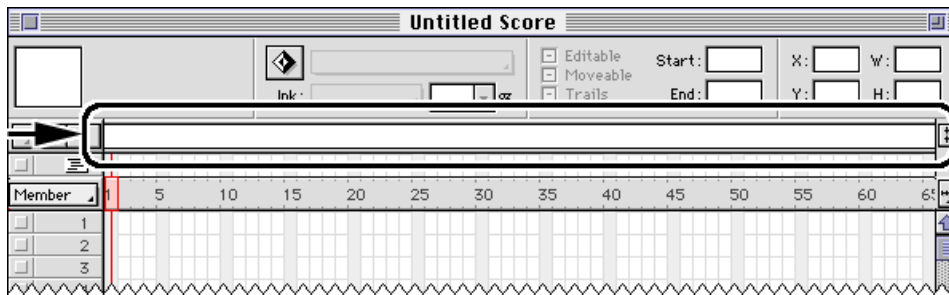 Untitled Score
Editable Start: X: W:
Moveable
Ink: % Trails End: Y: H:
Member 1 5 10 15 20 25 30 35 40 45 50 55 60 65
1
2
3